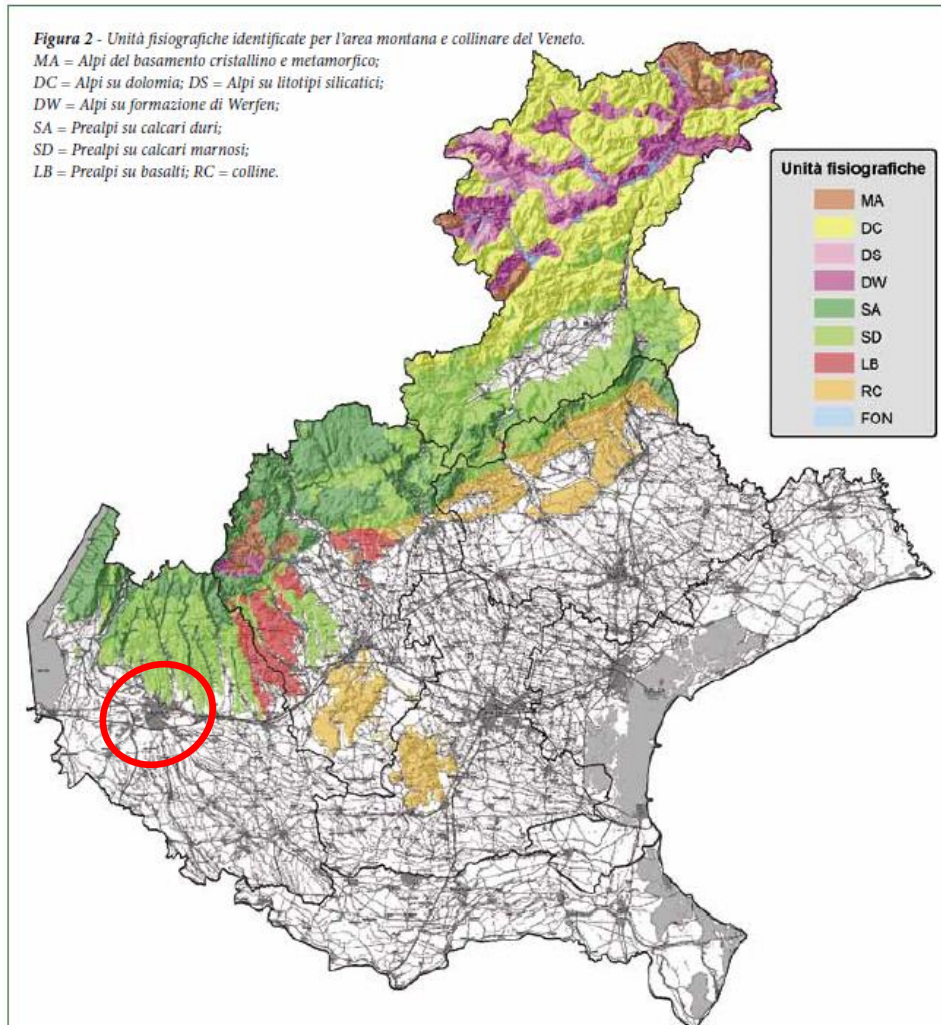 Figura 2 - Unità fisiografiche identificate per l'area montana e collinare del Veneto.
MA = Alpi del basamento cristallino e metamorfico;
DC = Alpi su dolomia; DS = Alpi su litotipi silicatici;
DW = Alpi su formazione di Werfen;
SA = Prealpi su calcari duri;
SD = Prealpi su calcari marnosi;
LB = Prealpi su basalti; RC = colline.
Unità fisiografiche
MA
DC
DS
DW
SA
SD
LB
RC
FON